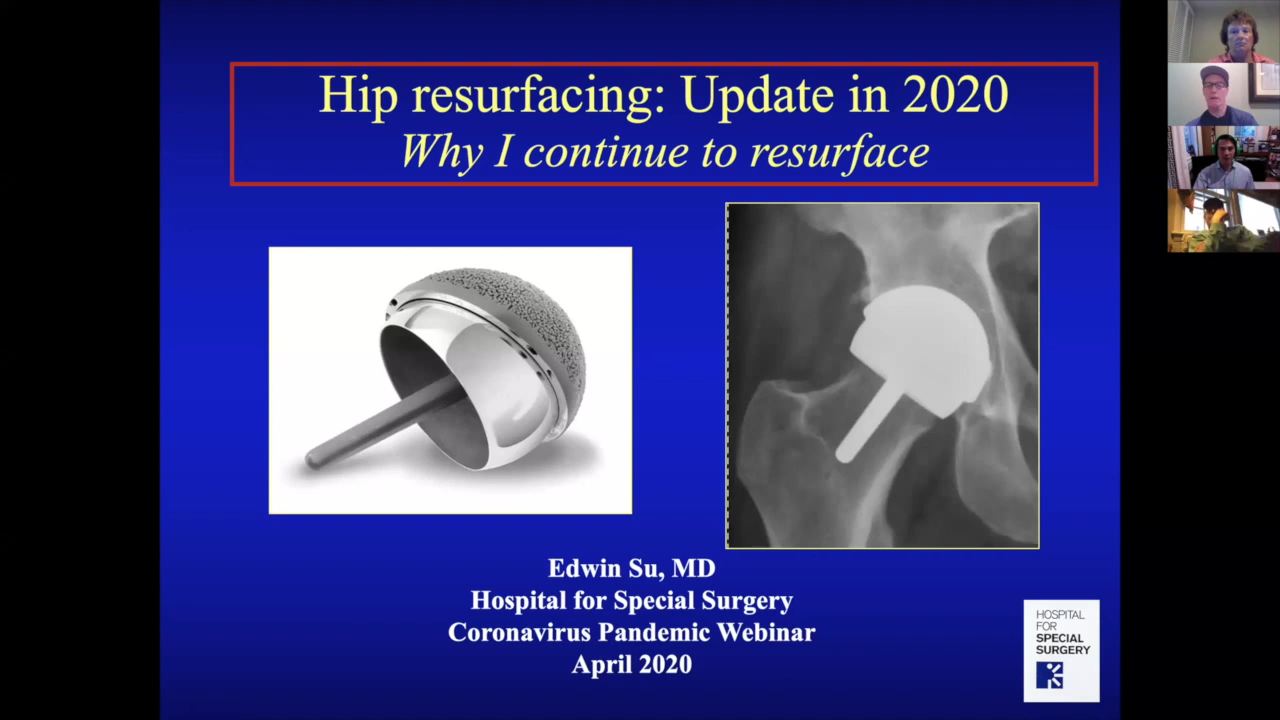 Hip resurfacing: Update in 2020
Why I continue to resurface
Edwin Su, MD
Hospital for Special Surgery
Coronavirus Pandemic Webinar
April 2020
HOSPITAL
FOR
SPECIAL
SURGERY